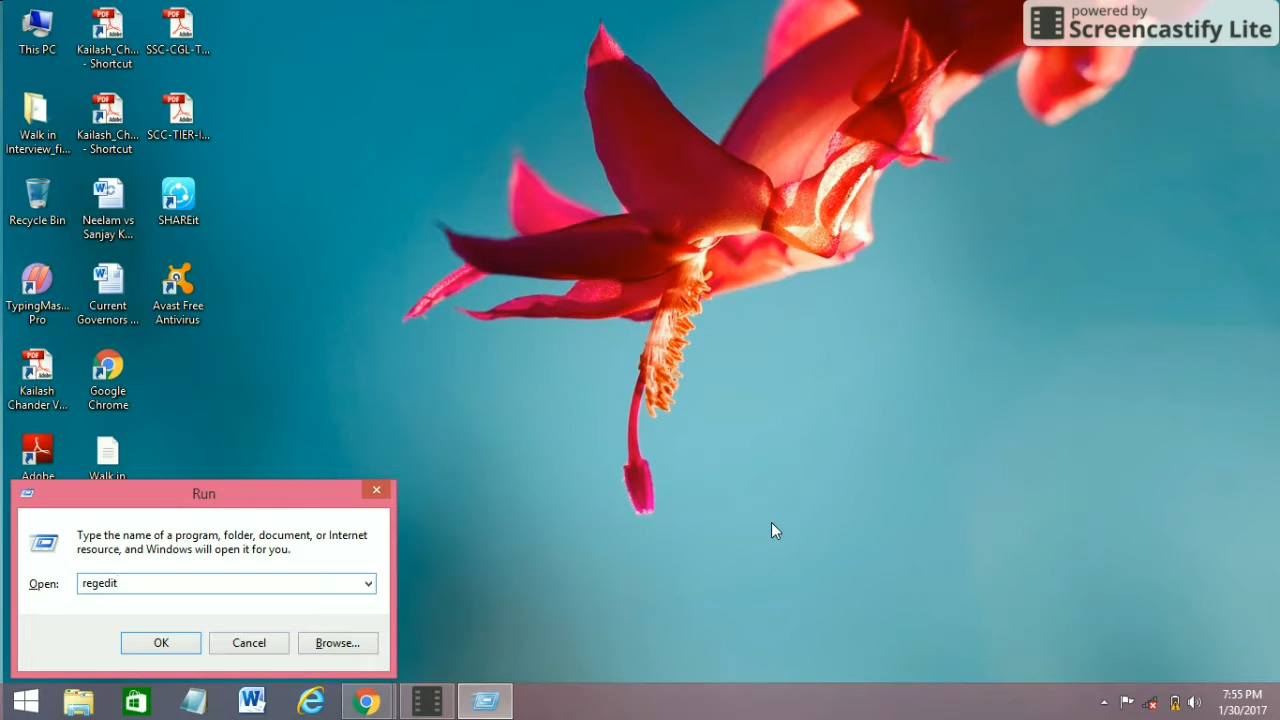 powered by
Screencastify Lite
This PC
Kailash_Ch...
- Shortcut
SSC-CGL-T...
Walk in
Interview_fi...
Kailash_Ch...
- Shortcut
SCC-TIER-I...
Recycle Bin
Neelam vs
Sanjay K...
SHAREit
TypingMas...
Pro
Current
Governors ...
Avast Free
Antivirus
Kailash
Chander V...
Google
Chrome
Adobe
Walk in
Run
Type the name of a program, folder, document, or Internet
resource, and Windows will open it for you.
Open: regedit
OK Cancel Browse...
7:55 PM
1/30/2017